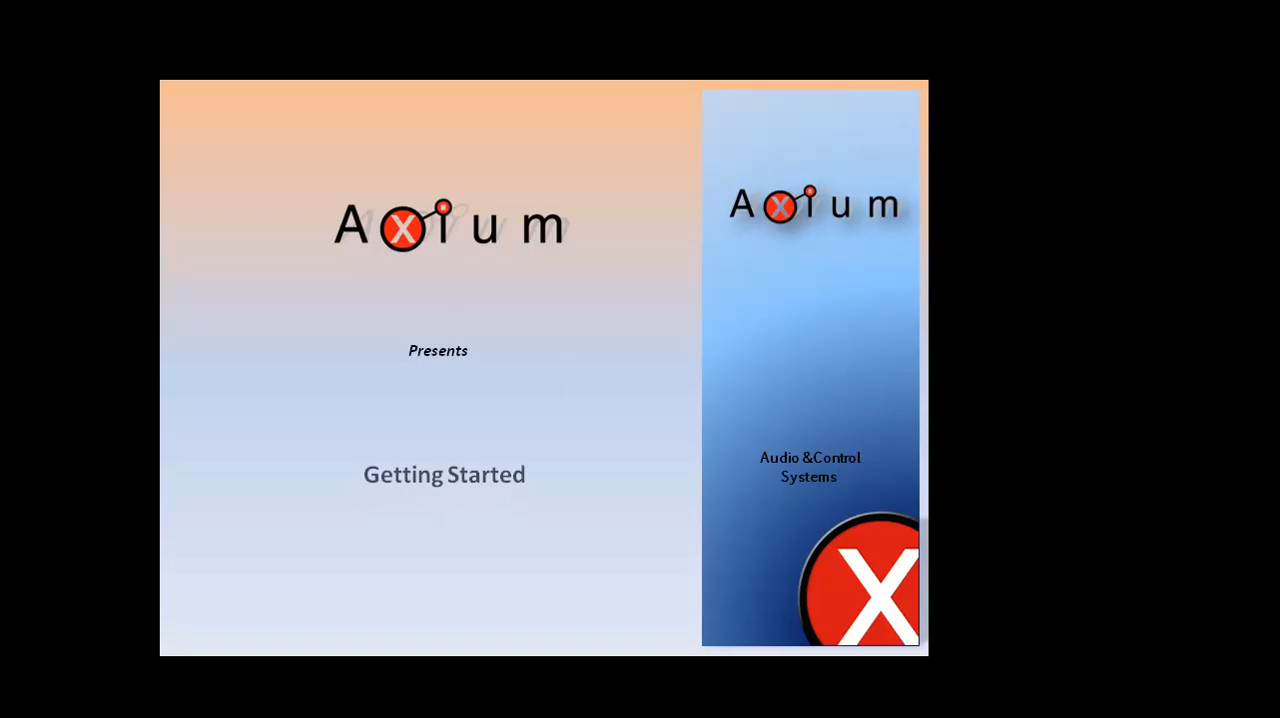 Axium
Presents
Getting Started
Axium
Audio &Control
Systems
X